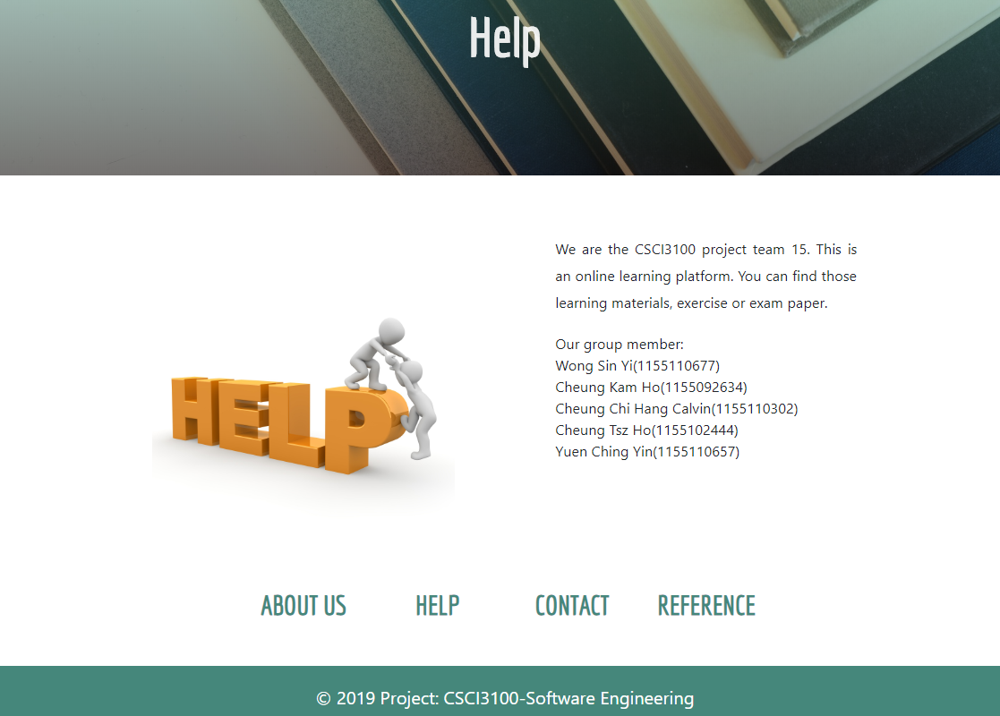 Help
We are the CSCI3100 project team 15. This is
an online learning platform. You can find those
learning materials, exercise or exam paper.
Our group member:
Wong Sin Yi(1155110677)
Cheung Kam Ho(1155092634)
Cheung Chi Hang Calvin(1155110302)
Cheung Tsz Ho(1155102444)
Yuen Ching Yin(1155110657)
HELP
ABOUT US HELP CONTACT REFERENCE
© 2019 Project: CSCI3100-Software Engineering